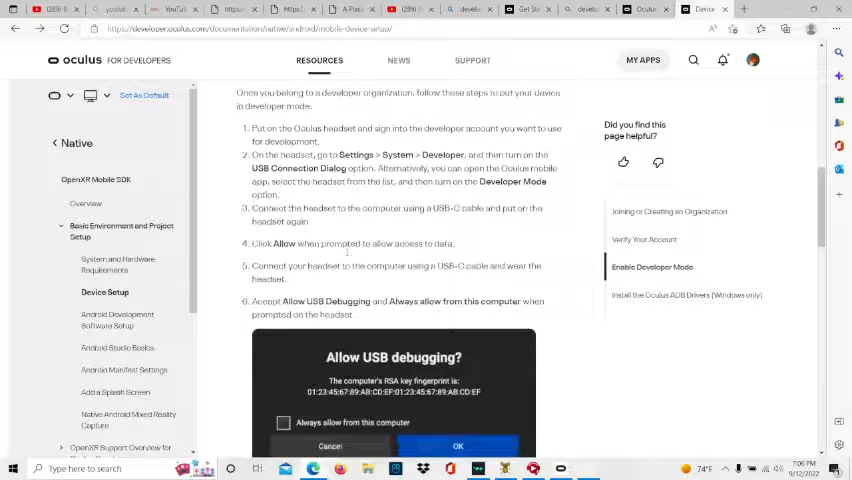 (289) E
youtub
YouTu
https:
https:/
A Plas
(289) E
develo
Get St
develo
Oculu
Device
https://developer.oculus.com/documentation/native/android/mobile-device-setup/
oculus FOR DEVELOPERS
RESOURCES
NEWS
SUPPORT
MY APPS
Set As Default
Native
OpenXR Mobile SDK
Overview
Basic Environment and Project
Setup
System and Hardware
Requirements
Device Setup
Android Development
Software Setup
Android Studio Basics
Android Manifest Settings
Add a Splash Screen
Native Android Mixed Reality
Capture
OpenXR Support Overview for
Once you belong to a developer organization, follow these steps to put your device
in developer mode:
1. Put on the Oculus headset and sign into the developer account you want to use
for development.
2. On the headset, go to Settings > System > Developer, and then turn on the
USB Connection Dialog option. Alternatively, you can open the Oculus mobile
app, select the headset from the list, and then turn on the Developer Mode
option.
3. Connect the headset to the computer using a USB-C cable and put on the
headset again
4. Click Allow when prompted to allow access to data.
5. Connect your headset to the computer using a USB-C cable and wear the
headset.
6. Accept Allow USB Debugging and Always allow from this computer when
prompted on the headset
Allow USB debugging?
The computer's RSA key fingerprint is:
01:23:45:67:89:AB:CD:EF:01:23:45:67:89:AB:CD:EF
Always allow from this computer
Cancel
OK
Did you find this
page helpful?
Joining or Creating an Organization
Verify Your Account
Enable Developer Mode
Install the Oculus ADB Drivers (Windows only)
Type here to search
74°F
7:06 PM
9/12/2022